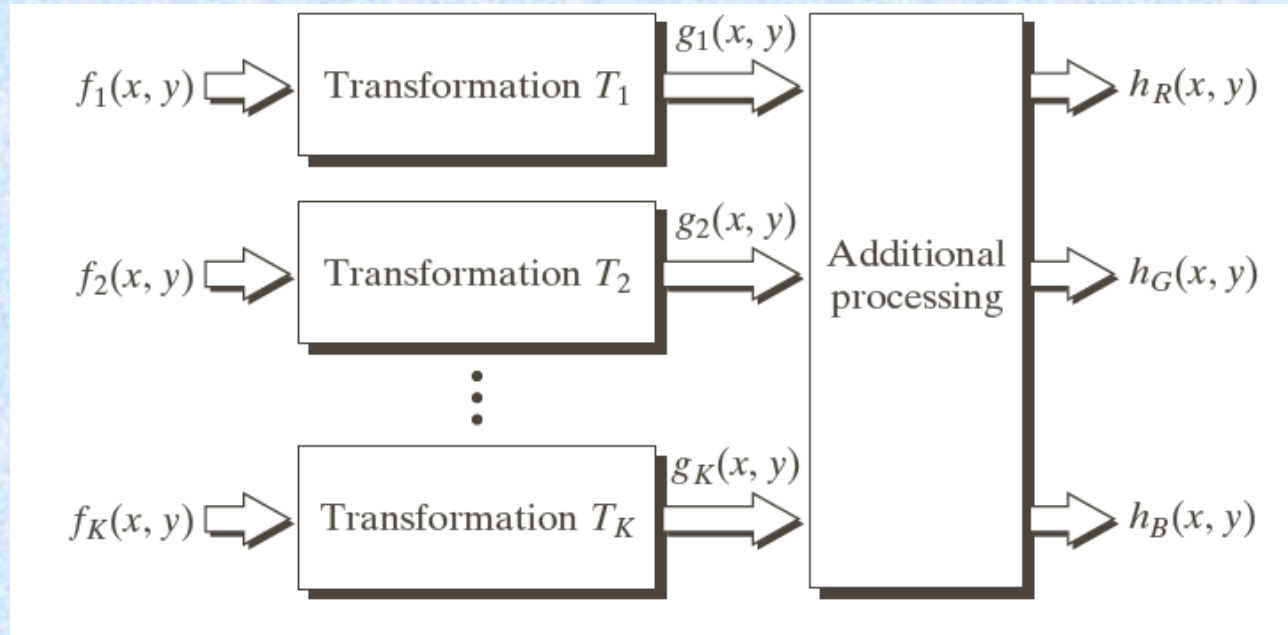 g₁(x, y)
f₁(x, y) Transformation T₁ h_R(x, y)
g₂(x, y)
f₂(x, y) Transformation T₂ Additional processing h_G(x, y)
g_K(x, y)
f_K(x, y) Transformation T_K h_B(x, y)